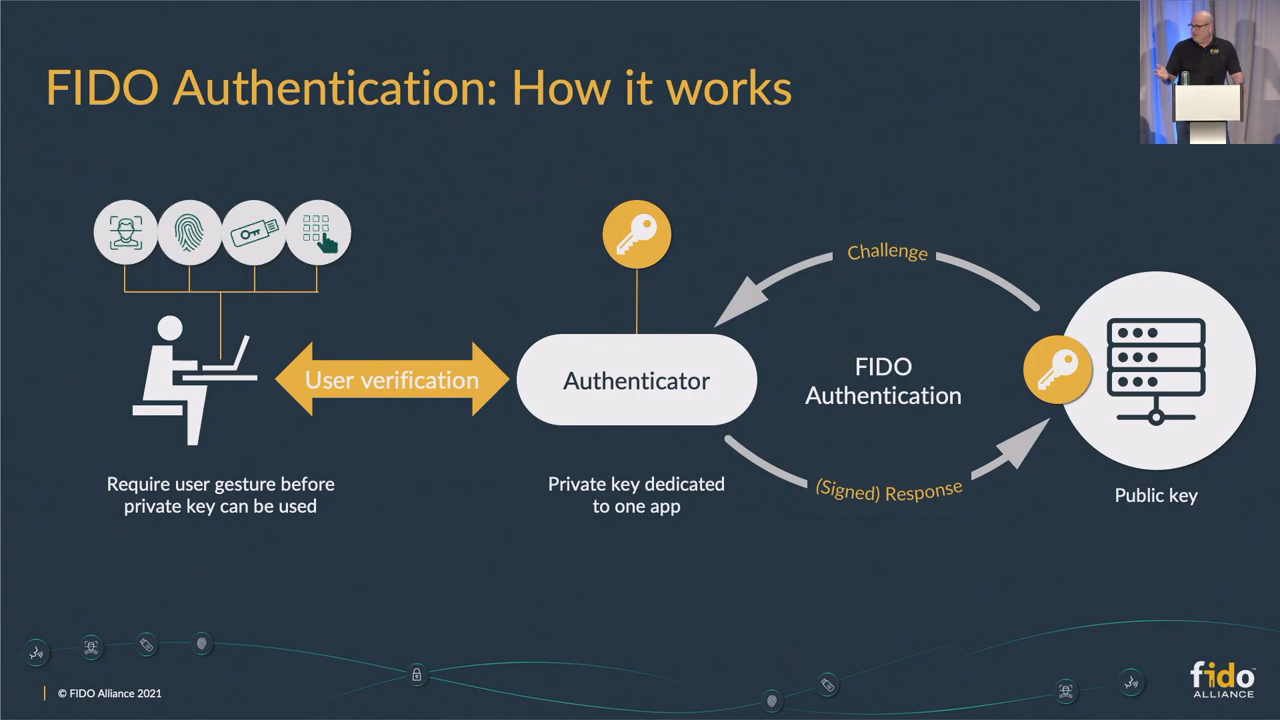 FIDO Authentication: How it works
Challenge
User verification
Authenticator
FIDO
Authentication
Require user gesture before
private key can be used
Private key dedicated
to one app
(Signed) Response
Public key
© FIDO Alliance 2021
fido
ALLIANCE